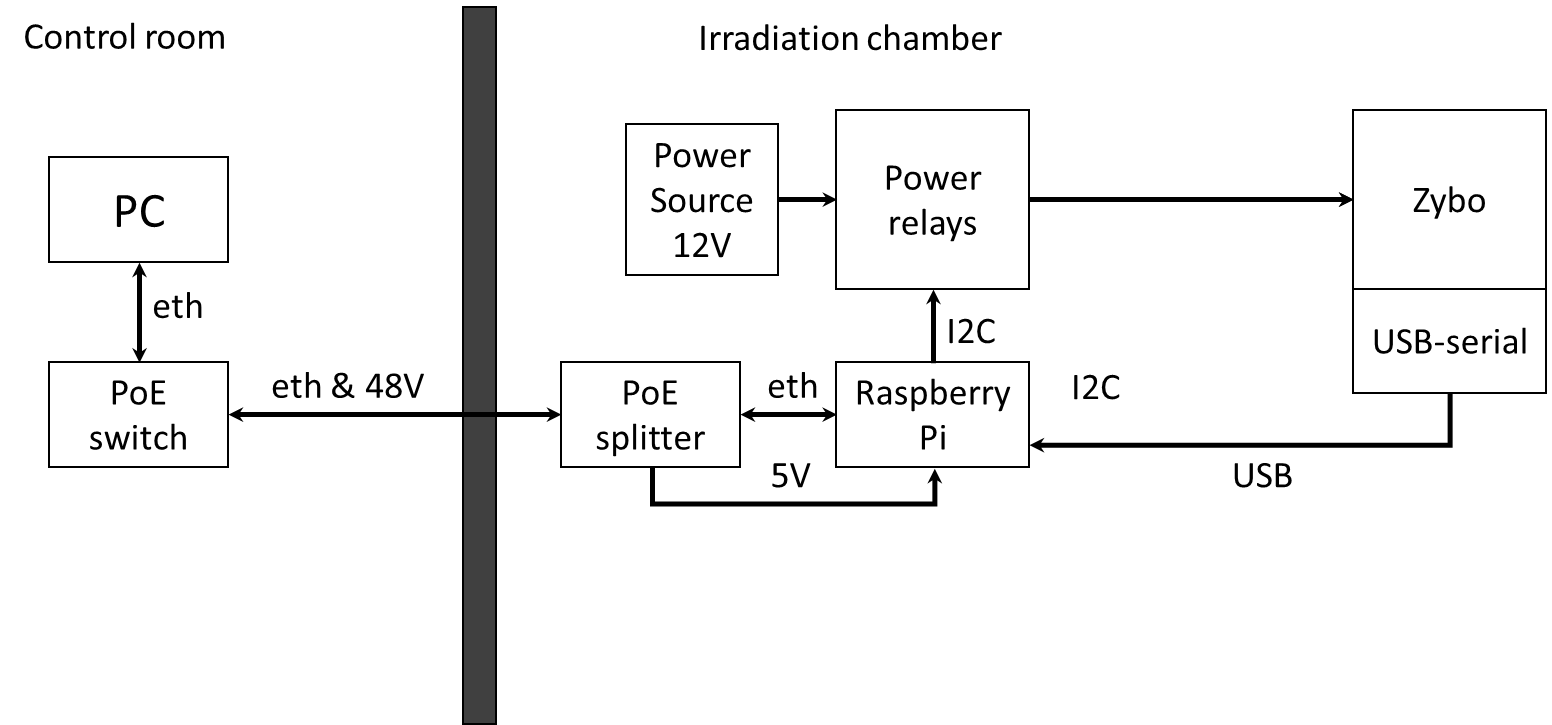 Control room
Irradiation chamber
PC
eth
PoE
switch
eth & 48V
Power
Source
12V
Power
relays
Zybo
USB-serial
I2C
PoE
splitter
eth
Raspberry
Pi
I2C
5V
USB